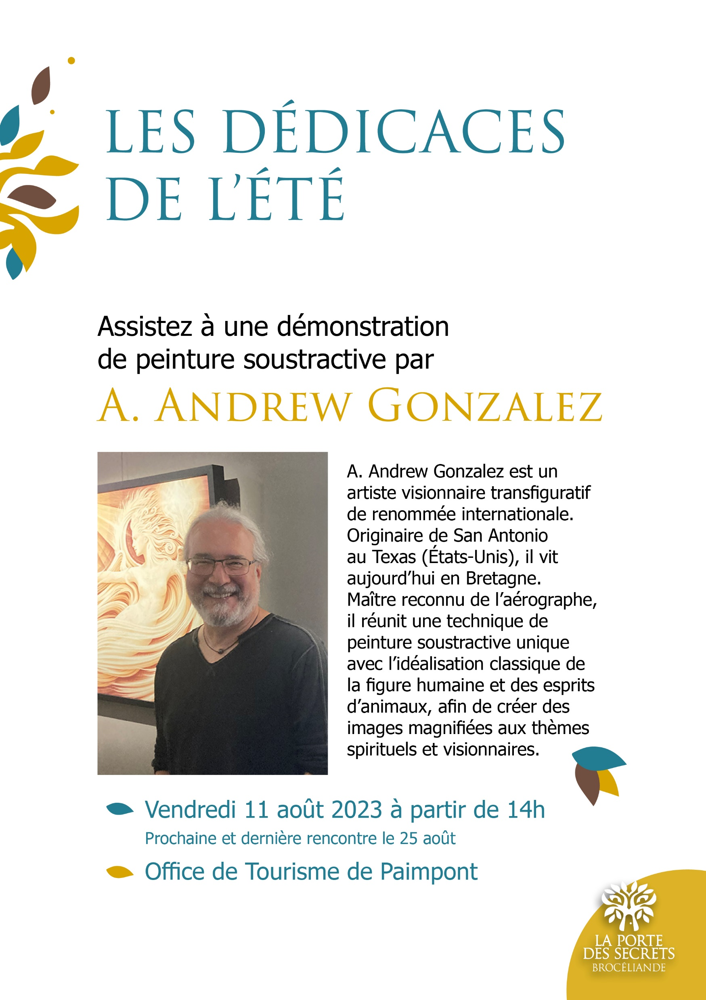 LES DÉDICACES
DE L’ÉTÉ
Assistez à une démonstration
de peinture soustractive par
A. ANDREW GONZALEZ
A. Andrew Gonzalez est un
artiste visionnaire transfiguratif
de renommée internationale.
Originaire de San Antonio
au Texas (États-Unis), il vit
aujourd’hui en Bretagne.
Maître reconnu de l’aérographe,
il réunit une technique de
peinture soustractive unique
avec l’idéalisation classique de
la figure humaine et des esprits
d’animaux, afin de créer des
images magnifiées aux thèmes
spirituels et visionnaires.
Vendredi 11 août 2023 à partir de 14h
Prochaine et dernière rencontre le 25 août
Office de Tourisme de Paimpont
LA PORTE
DES SECRETS
BROCÉLIANDE